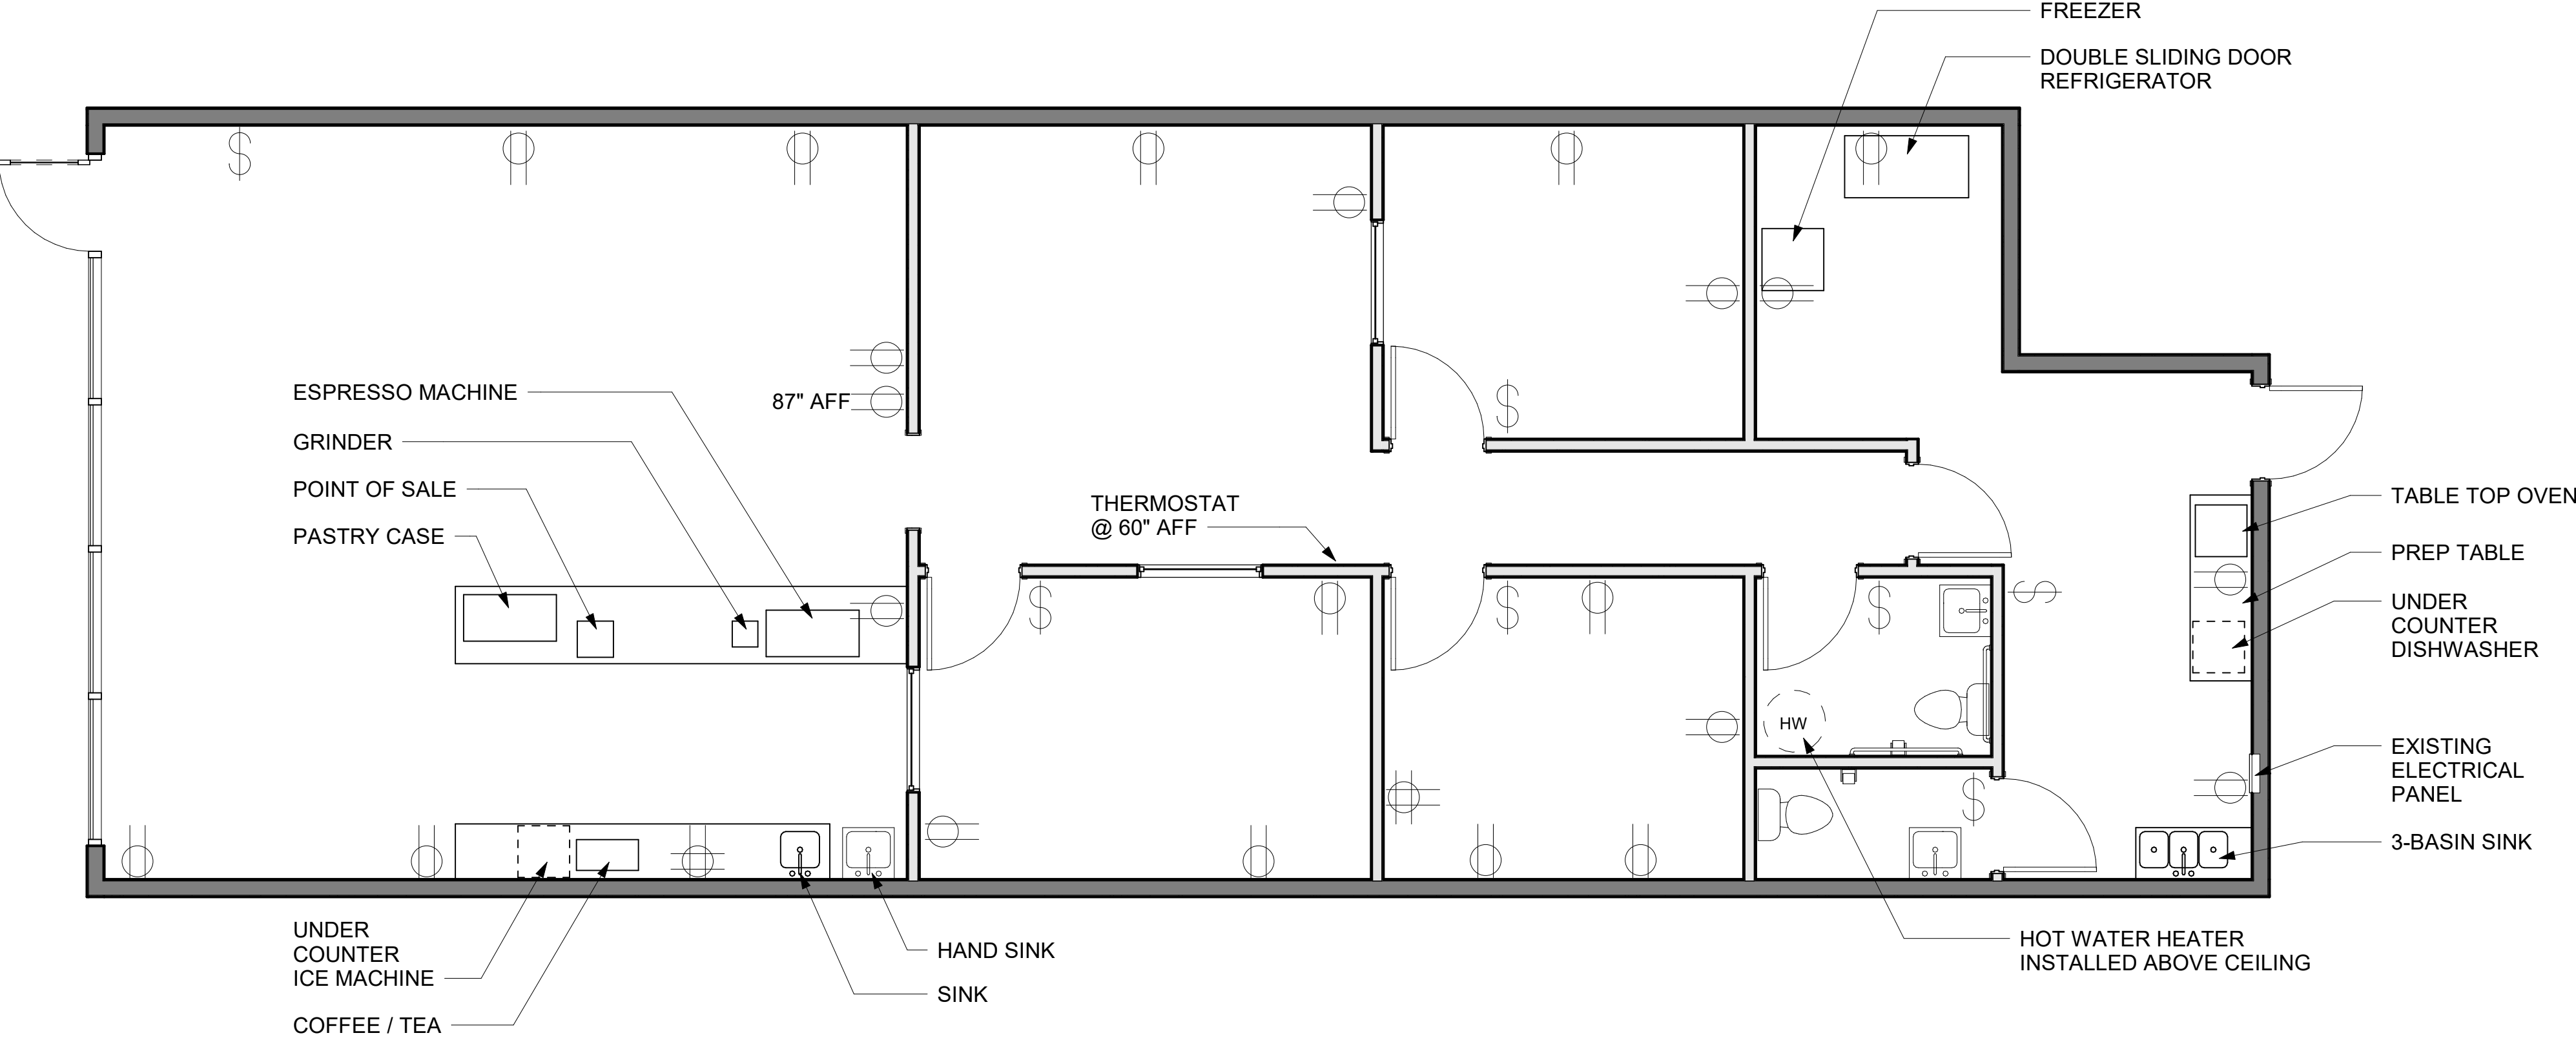 FREEZER
DOUBLE SLIDING DOOR
REFRIGERATOR
ESPRESSO MACHINE
87" AFF
GRINDER
POINT OF SALE
PASTRY CASE
THERMOSTAT
@ 60" AFF
TABLE TOP OVEN
PREP TABLE
UNDER
COUNTER
DISHWASHER
HW
EXISTING
ELECTRICAL
PANEL
3-BASIN SINK
UNDER
COUNTER
ICE MACHINE
COFFEE / TEA
HAND SINK
SINK
HOT WATER HEATER
INSTALLED ABOVE CEILING
$
$
$
$
$
$
$